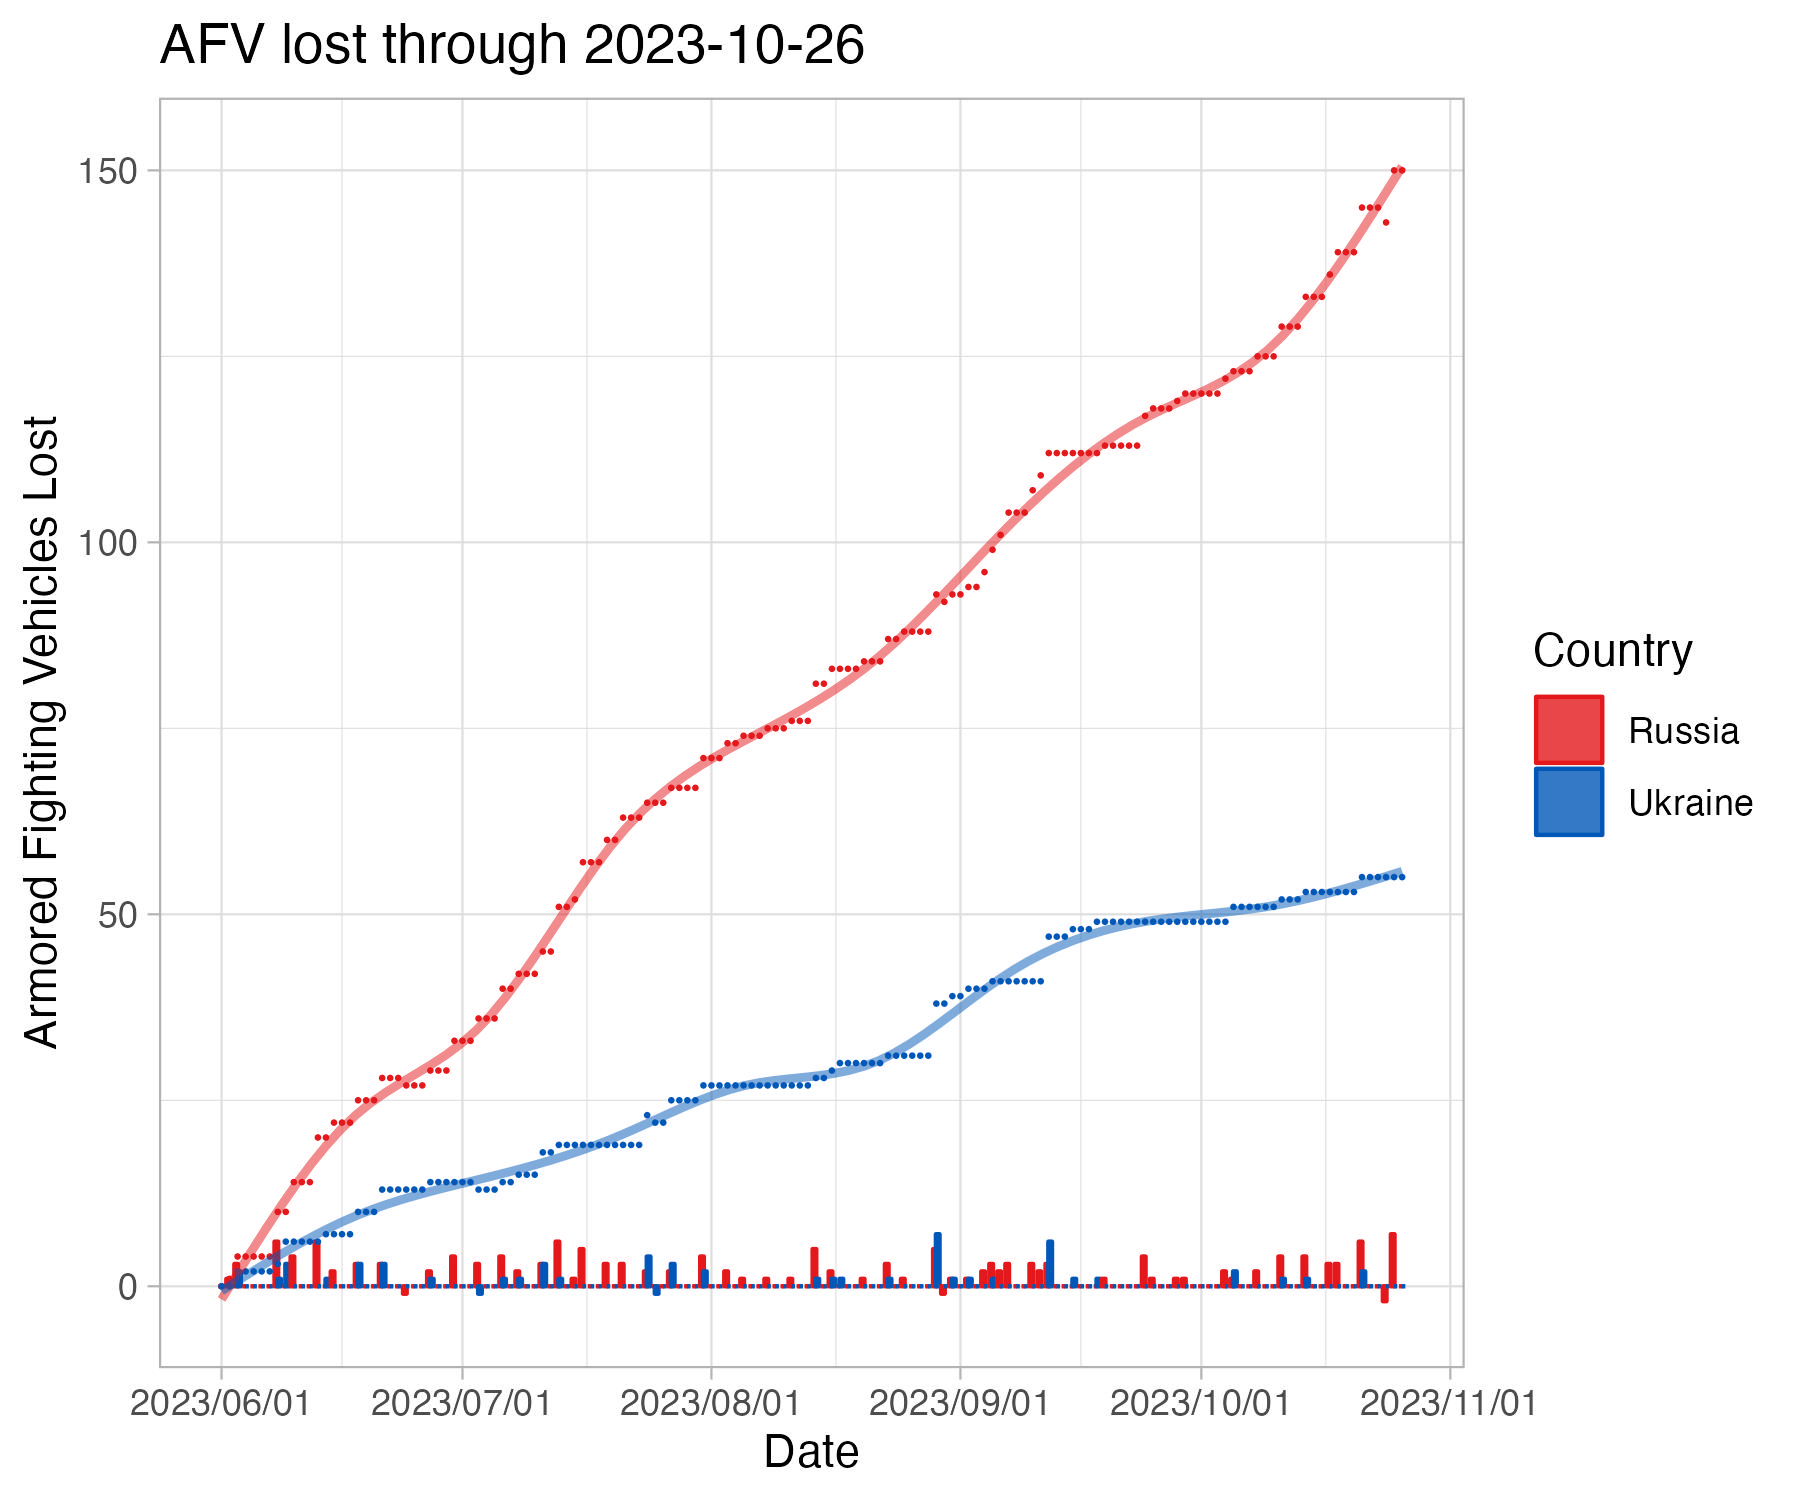 AFV lost through 2023-10-26
Armored Fighting Vehicles Lost
150
100
50
0
2023/06/01 2023/07/01 2023/08/01 2023/09/01 2023/10/01 2023/11/01
Date
Country
Russia
Ukraine